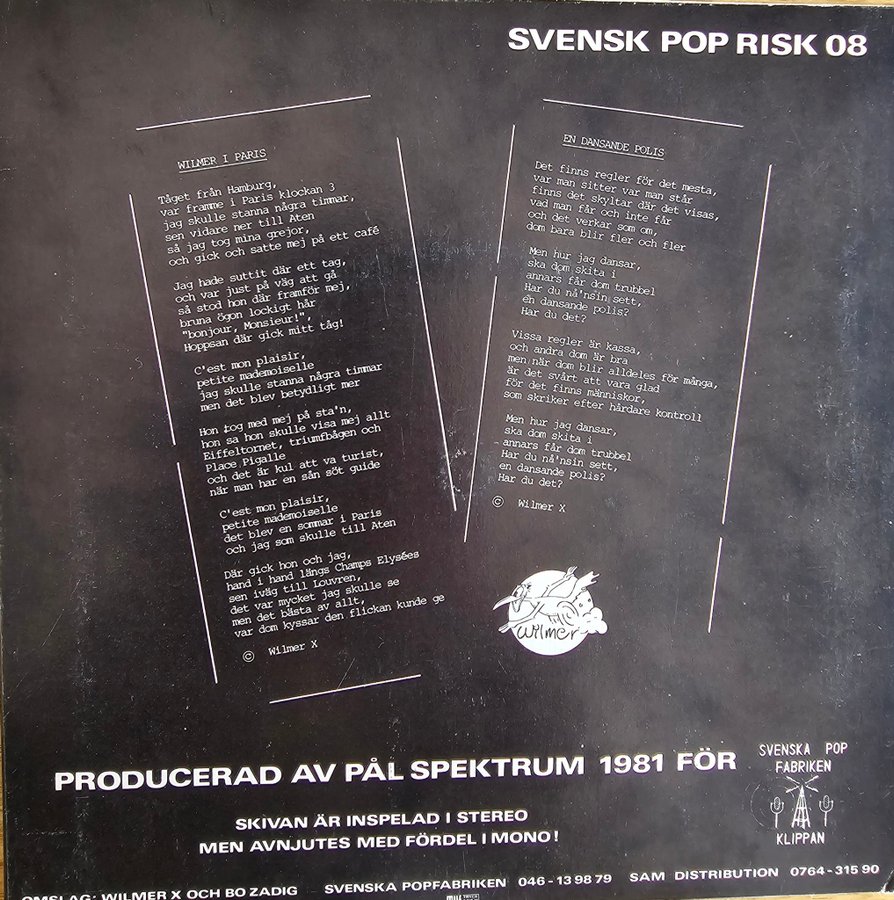 SVENSK POP RISK 08
WILMER I PARIS
Tåget från Hamburg,
var framme i Paris klockan 3
jag skulle stanna några timmar,
sen vidare ner till Aten
så jag tog mina grejor,
och gick och satte mej på ett café
Jag hade suttit där ett tag,
och var just på väg att gå
så stod hon där framför mej,
bruna ögon lockigt hår
"bonjour, Monsieur!",
Hoppsan där gick mitt tåg!
C'est mon plaisir,
petite mademoiselle
jag skulle stanna några timmar
men det blev betydligt mer
Hon tog med mej på sta'n,
hon sa hon skulle visa mej allt
Eiffeltornet, triumfbågen och
Place Pigalle
och det är kul att va turist,
när man har en sån söt guide
C'est mon plaisir,
petite mademoiselle
det blev en sommar i Paris
och jag som skulle till Aten
Där gick hon och jag,
hand i hand längs Champs Elysées
sen iväg till Louvren,
det var mycket jag skulle se
men det bästa av allt,
var dom kyssar den flickan kunde ge
© Wilmer X
EN DANSANDE POLIS
Det finns regler för det mesta,
var man sitter var man står
finns det skyltar där det visas,
vad man får och inte får
och det verkar som om,
dom bara blir fler och fler
Men hur jag dansar,
ska dom skita i
annars får dom trubbel
Har du nå'nsin sett,
en dansande polis?
Har du det?
Vissa regler är kassa,
och andra dom är bra
men när dom blir alldeles för många,
är det svårt att vara glad
för det finns människor,
som skriker efter hårdare kontroll
Men hur jag dansar,
ska dom skita i
annars får dom trubbel
Har du nå'nsin sett,
en dansande polis?
Har du det?
© Wilmer X
Wilmer
PRODUCERAD AV PÅL SPEKTRUM 1981 FÖR
SVENSKA POP
FABRIKEN
KLIPPAN
SKIVAN ÄR INSPELAD I STEREO
MEN AVNJUTES MED FÖRDEL I MONO!
OMSLAG: WILMER X OCH BO ZADIG SVENSKA POPFABRIKEN 046-13 98 79 SAM DISTRIBUTION 0764-315 90